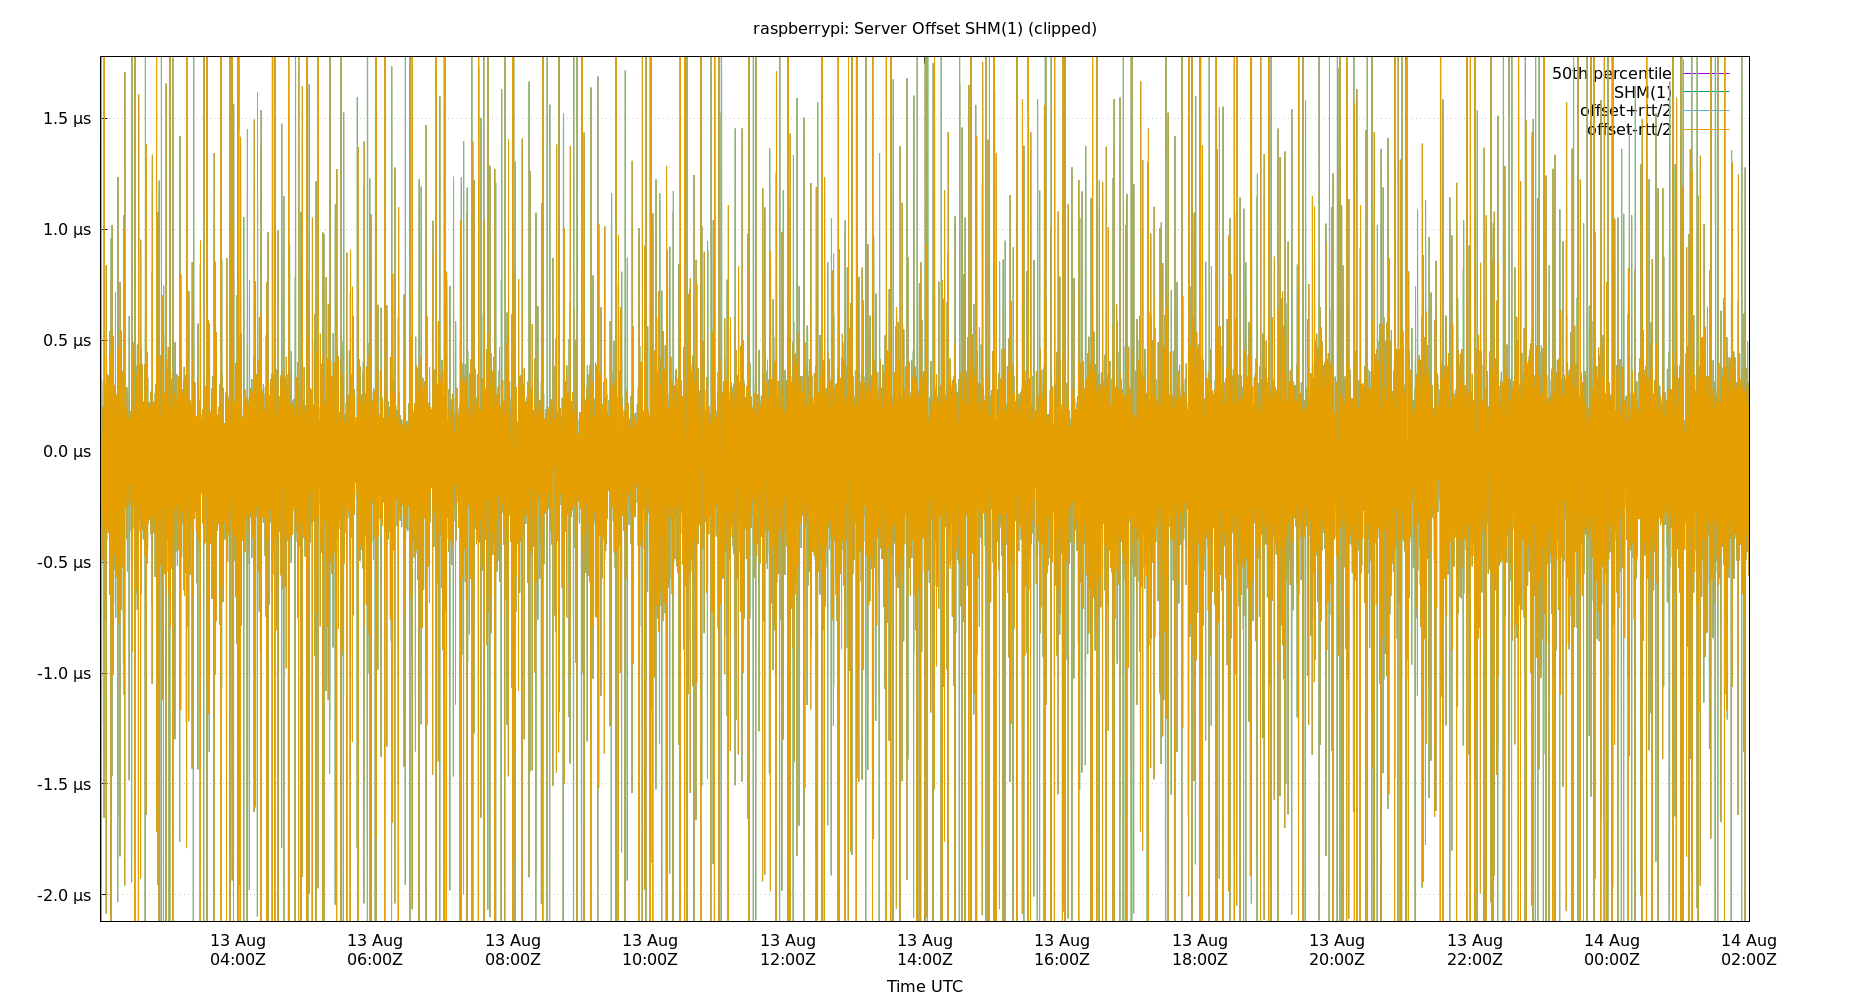 raspberrypi: Server Offset SHM(1) (clipped)
50th percentile
SHM(1)
offset+rtt/2
offset-rtt/2
1.5 µs
1.0 µs
0.5 µs
0.0 µs
-0.5 µs
-1.0 µs
-1.5 µs
-2.0 µs
13 Aug 13 Aug 13 Aug 13 Aug 13 Aug 13 Aug 13 Aug 13 Aug 13 Aug 13 Aug 14 Aug 14 Aug
04:00Z 06:00Z 08:00Z 10:00Z 12:00Z 14:00Z 16:00Z 18:00Z 20:00Z 22:00Z 00:00Z 02:00Z
Time UTC